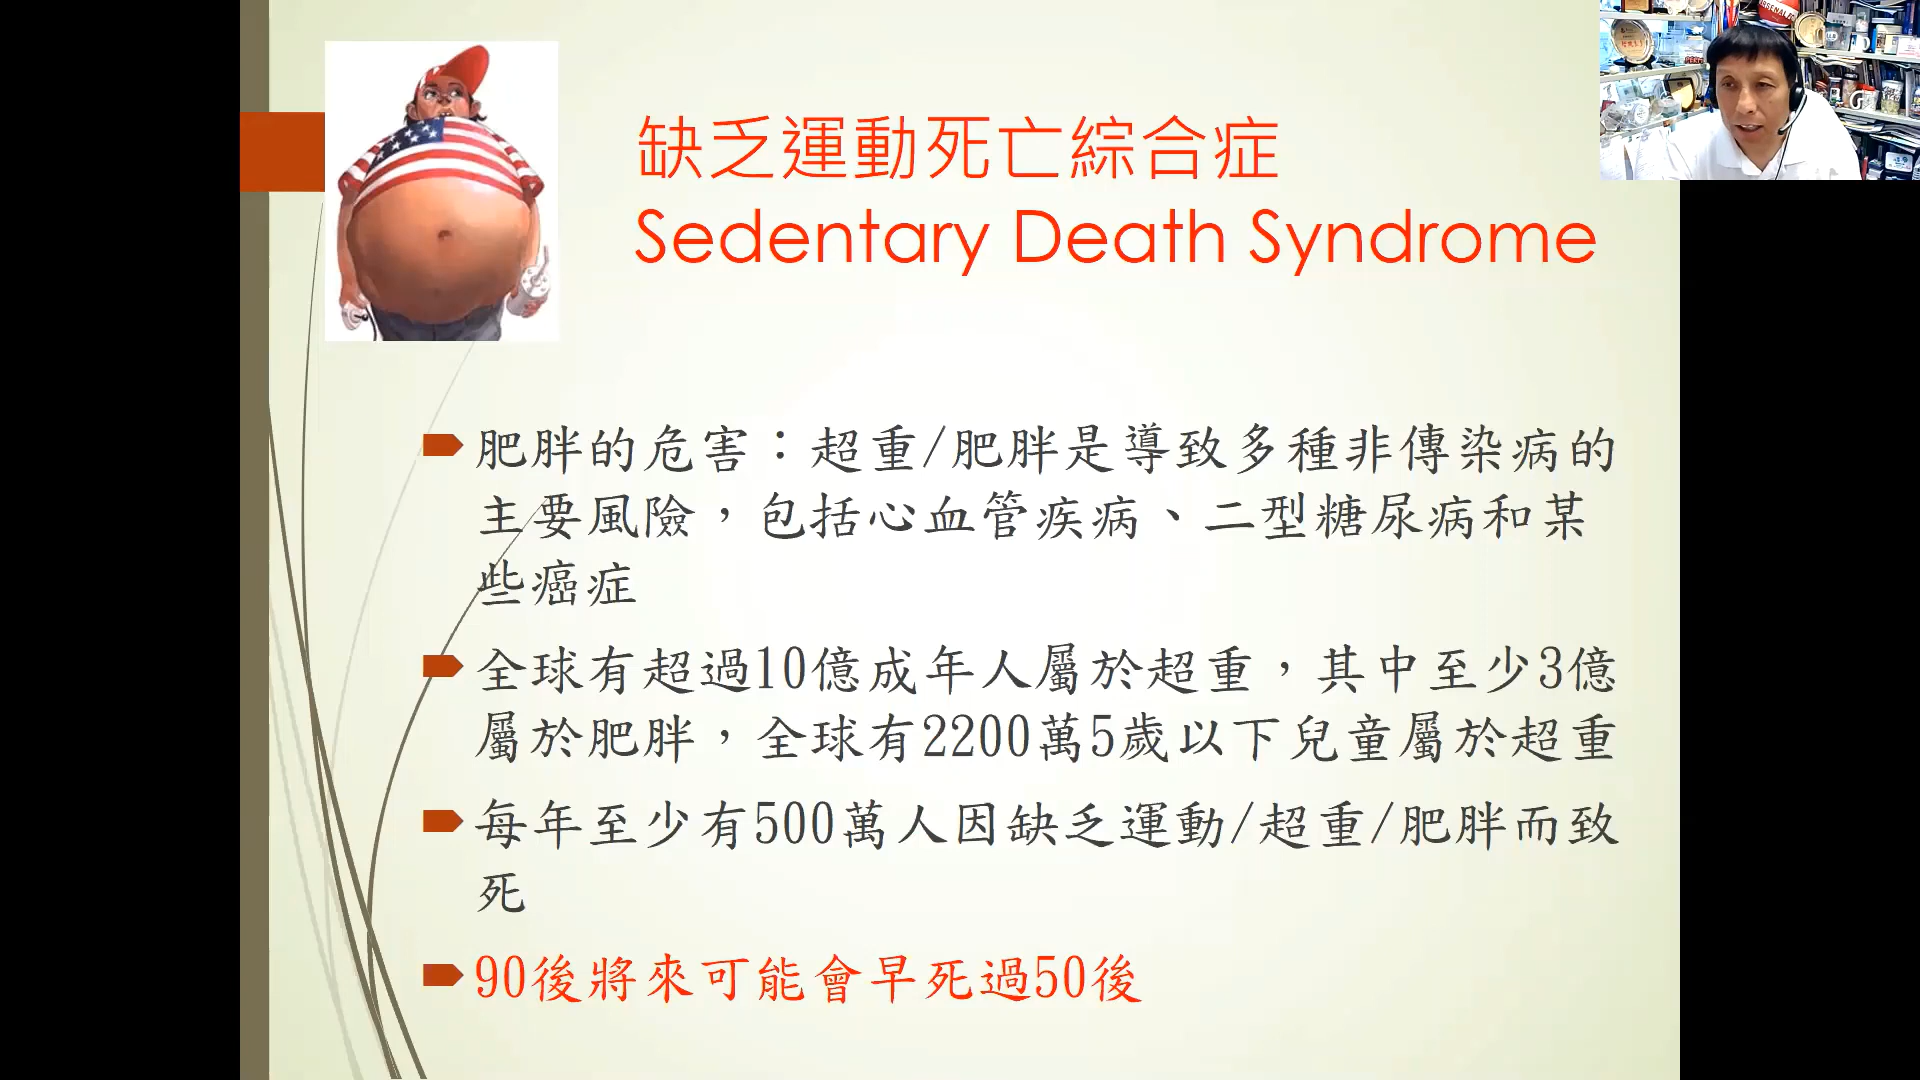 缺乏運動死亡綜合症
Sedentary Death Syndrome
肥胖的危害：超重/肥胖是導致多種非傳染病的
主要風險，包括心血管疾病、二型糖尿病和某
些癌症
全球有超過10億成年人屬於超重，其中至少3億
屬於肥胖，全球有2200萬5歲以下兒童屬於超重
每年至少有500萬人因缺乏運動/超重/肥胖而致
死
90後將來可能會早死過50後